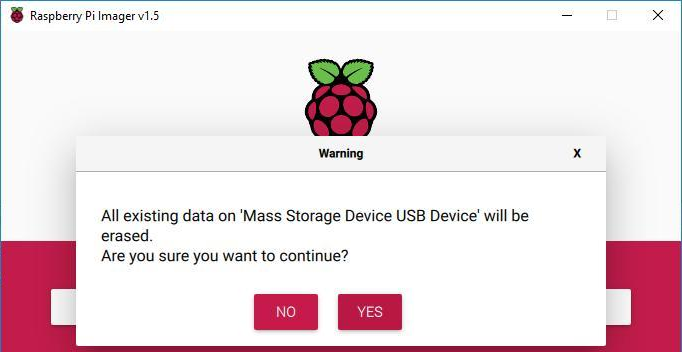 Raspberry Pi Imager v1.5
Warning
X
All existing data on 'Mass Storage Device USB Device' will be
erased.
Are you sure you want to continue?
NO
YES